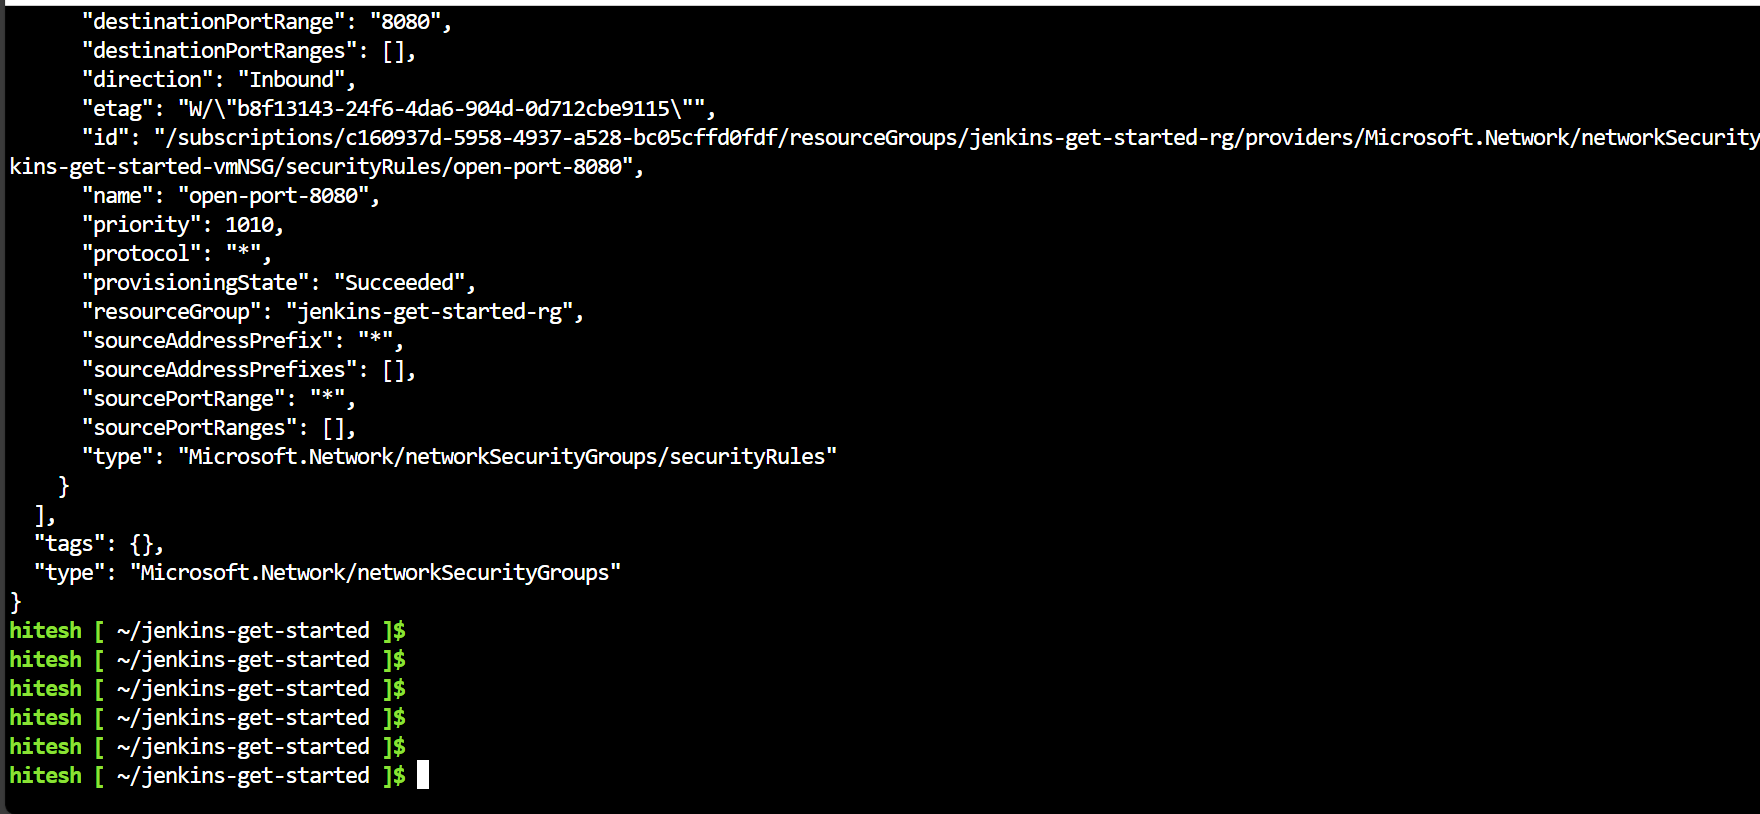 "destinationPortRange": "8080",
"destinationPortRanges": [],
"direction": "Inbound",
"etag": "W/\"b8f13143-24f6-4da6-904d-0d712cbe9115\"",
"id": "/subscriptions/c160937d-5958-4937-a528-bc05cffd0fdf/resourceGroups/jenkins-get-started-rg/providers/Microsoft.Network/networkSecurity
kins-get-started-vmNSG/securityRules/open-port-8080",
"name": "open-port-8080",
"priority": 1010,
"protocol": "*",
"provisioningState": "Succeeded",
"resourceGroup": "jenkins-get-started-rg",
"sourceAddressPrefix": "*",
"sourceAddressPrefixes": [],
"sourcePortRange": "*",
"sourcePortRanges": [],
"type": "Microsoft.Network/networkSecurityGroups/securityRules"
}
],
"tags": {},
"type": "Microsoft.Network/networkSecurityGroups"
}
hitesh [ ~/jenkins-get-started ]$
hitesh [ ~/jenkins-get-started ]$
hitesh [ ~/jenkins-get-started ]$
hitesh [ ~/jenkins-get-started ]$
hitesh [ ~/jenkins-get-started ]$
hitesh [ ~/jenkins-get-started ]$